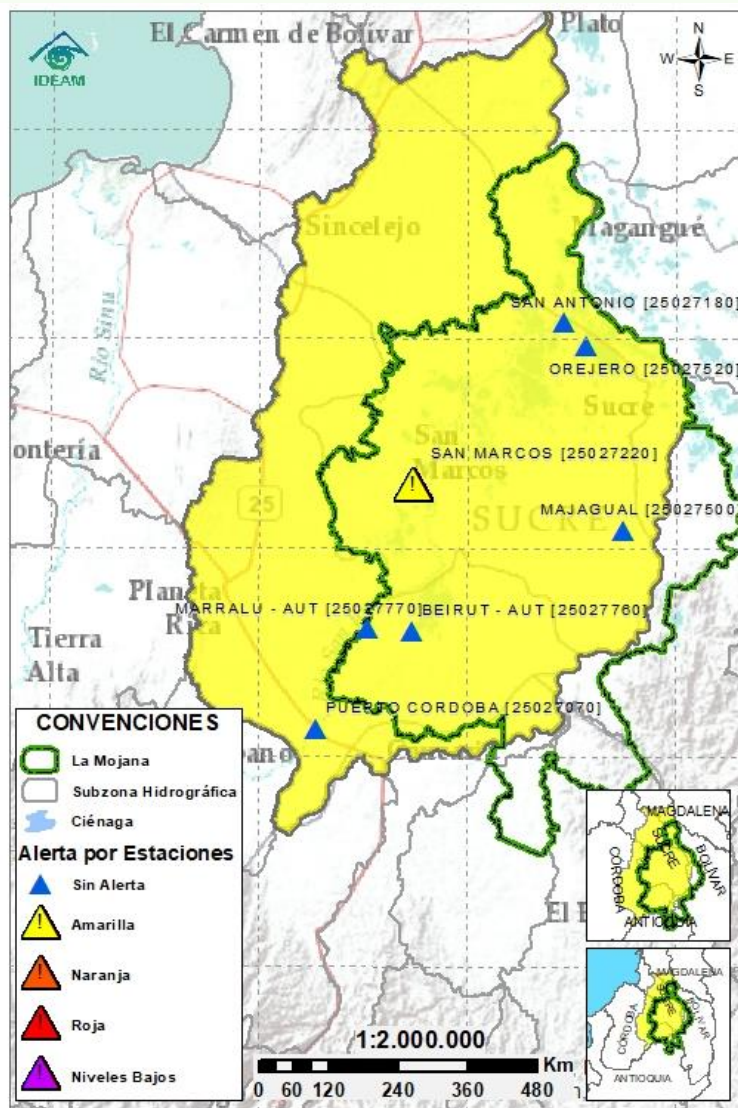 El Carmen de Bolívar
Plato
IDEAM
N
W E
S
Sincelejo
Magangué
SAN ANTONIO [25027180]
Río Sinú
OREJERO [25027520]
Sucre
ontería
San
Marcos
SAN MARCOS [25027220]
25
MAJAGUAL [25027500]
SUCRE
Planeta
Rica
MARRALU - AUT [25027770]
BEIRUT - AUT [25027760]
Tierra
Alta
PUERTO CORDOBA [25027070]
CONVENCIONES
La Mojana
Subzona Hidrográfica
Ciénaga
Alerta por Estaciones
Sin Alerta
! Amarilla
! Naranja
! Roja
! Niveles Bajos
El B
MAGDALENA
SUCRE
BOLÍVAR
CÓRDOBA
ANTIOQUIA
MAGDALENA
CÓRDOBA
BOLÍVAR
ANTIOQUIA
1:2.000.000
Km
0 60 120 240 360 480